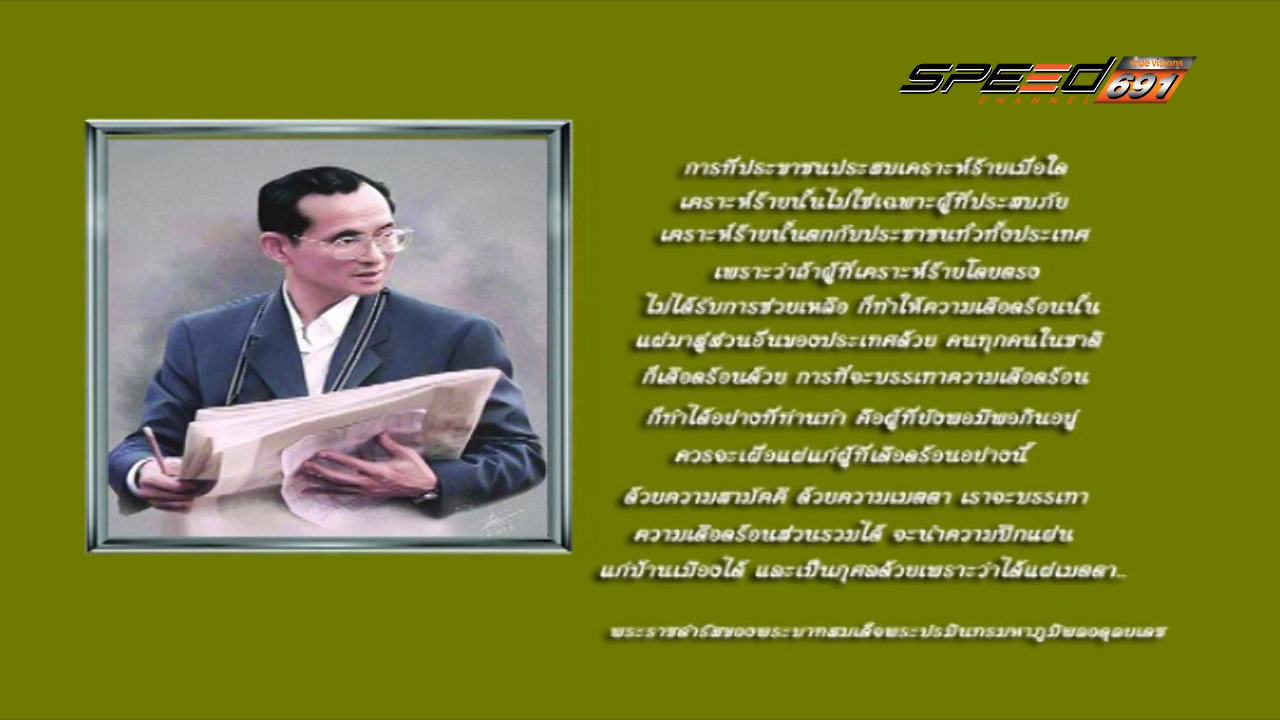 SPEED
true visions
691
CHANNEL
การที่ประชาชนประสบเคราะห์ร้ายเมื่อใด
เคราะห์ร้ายนั้นไม่ใช่เฉพาะผู้ที่ประสบภัย
เคราะห์ร้ายนั้นตกกับประชาชนทั่วทั้งประเทศ
เพราะว่าถ้าผู้ที่เคราะห์ร้ายโดยตรง
ไม่ได้รับการช่วยเหลือ ก็ทำให้ความเดือดร้อนนั้น
แผ่มาสู่ส่วนอื่นของประเทศด้วย คนทุกคนในชาติ
ก็เดือดร้อนด้วย การที่จะบรรเทาความเดือดร้อน
ก็ทำได้อย่างที่ท่านทำ คือผู้ที่ยังพอมีพอกินอยู่
ควรจะเผื่อแผ่แก่ผู้ที่เดือดร้อนอย่างนี้
ด้วยความสามัคคี ด้วยความเมตตา เราจะบรรเทา
ความเดือดร้อนส่วนรวมได้ จะนำความปึกแผ่น
แก่บ้านเมืองได้ และเป็นกุศลด้วยเพราะว่าได้แผ่เมตตา...
พระราชดำรัสของพระบาทสมเด็จพระปรมินทรมหาภูมิพลอดุลยเดช